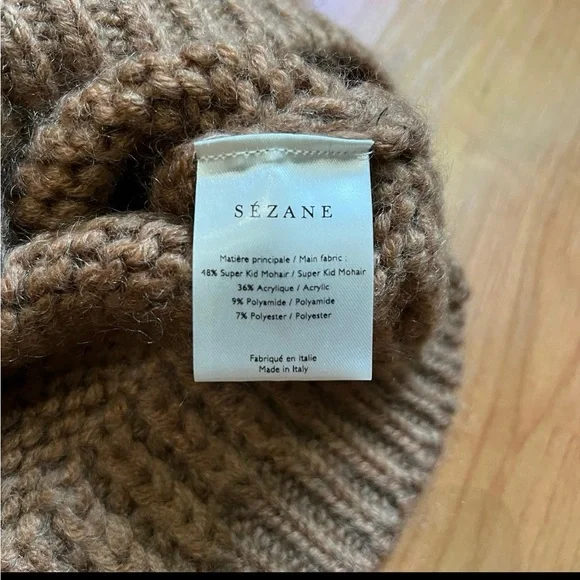 SÉZANE
Matière principale / Main fabric :
48% Super Kid Mohair / Super Kid Mohair
36% Acrylique / Acrylic
9% Polyamide / Polyamide
7% Polyester / Polyester
Fabriqué en Italie
Made in Italy